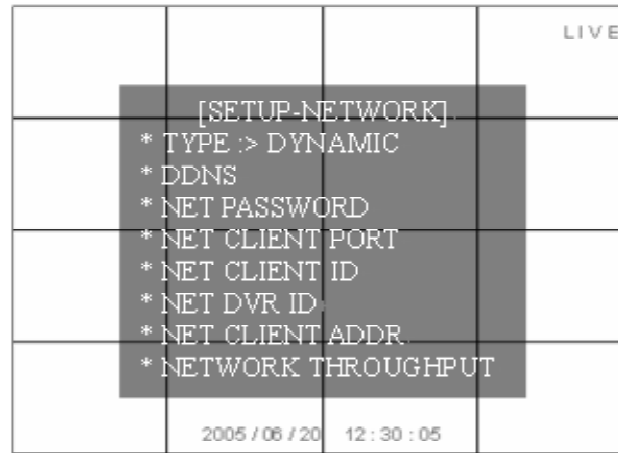 LIVE
[SETUP-NETWORK]
* TYPE :> DYNAMIC
* DDNS
* NET PASSWORD
* NET CLIENT PORT
* NET CLIENT ID
* NET DVR ID
* NET CLIENT ADDR
* NETWORK THROUGHPUT
2005 / 06 / 20 12 : 30 : 05